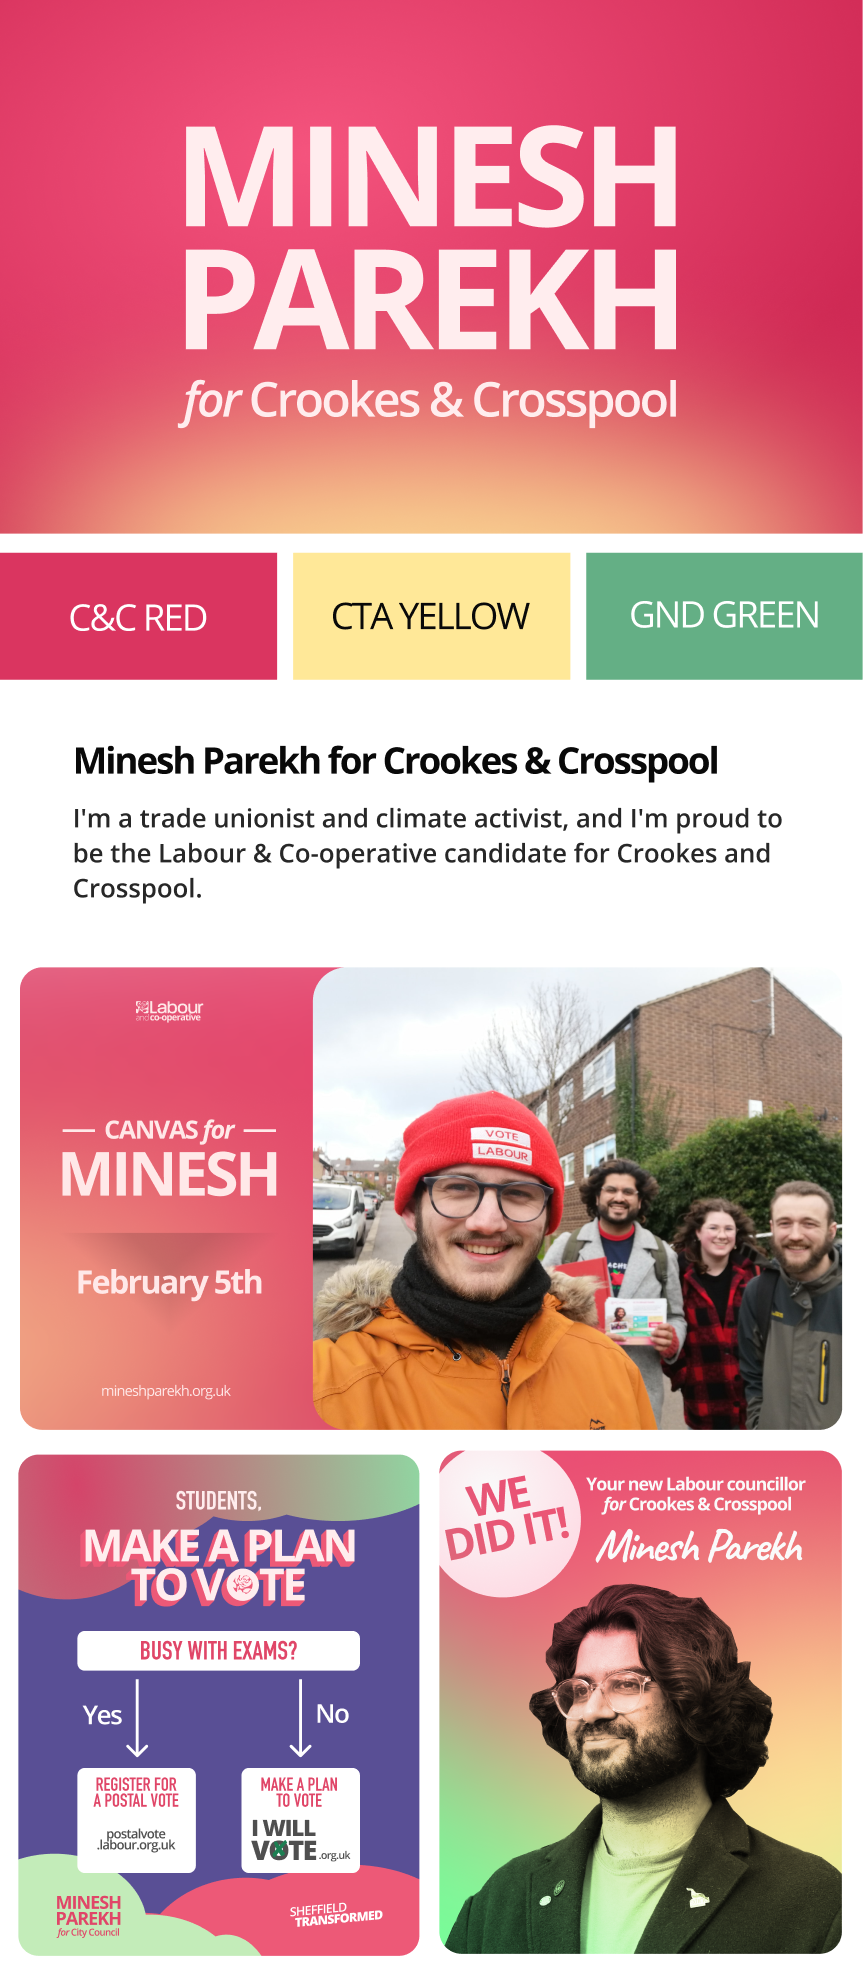 MINESH
PAREKH
for Crookes & Crosspool
C&C RED
CTA YELLOW
GND GREEN
Minesh Parekh for Crookes & Crosspool
I'm a trade unionist and climate activist, and I'm proud to
be the Labour & Co-operative candidate for Crookes and
Crosspool.
Labour
and co-operative
CANVAS for
MINESH
February 5th
mineshparekh.org.uk
VOTE
LABOUR
STUDENTS,
MAKE A PLAN
TO VOTE
BUSY WITH EXAMS?
Yes
No
REGISTER FOR
A POSTAL VOTE
postalvote
.labour.org.uk
MAKE A PLAN
TO VOTE
I WILL
VOTE .org.uk
MINESH
PAREKH
for City Council
SHEFFIELD
TRANSFORMED
WE
DID IT!
Your new Labour councillor
for Crookes & Crosspool
Minesh Parekh